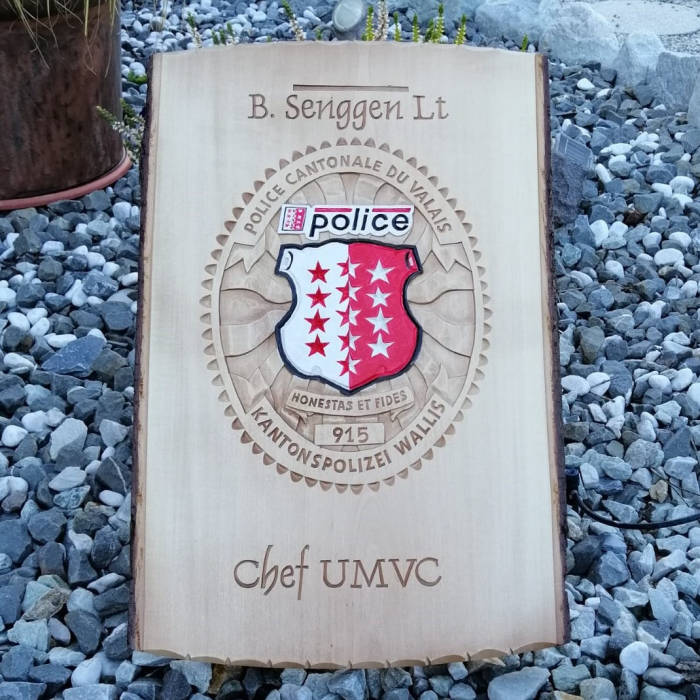 B. Senggen Lt
POLICE CANTONALE DU VALAIS
police
HONESTAS ET FIDES
915
KANTONSPOLIZEI WALLIS
Chef UMVC